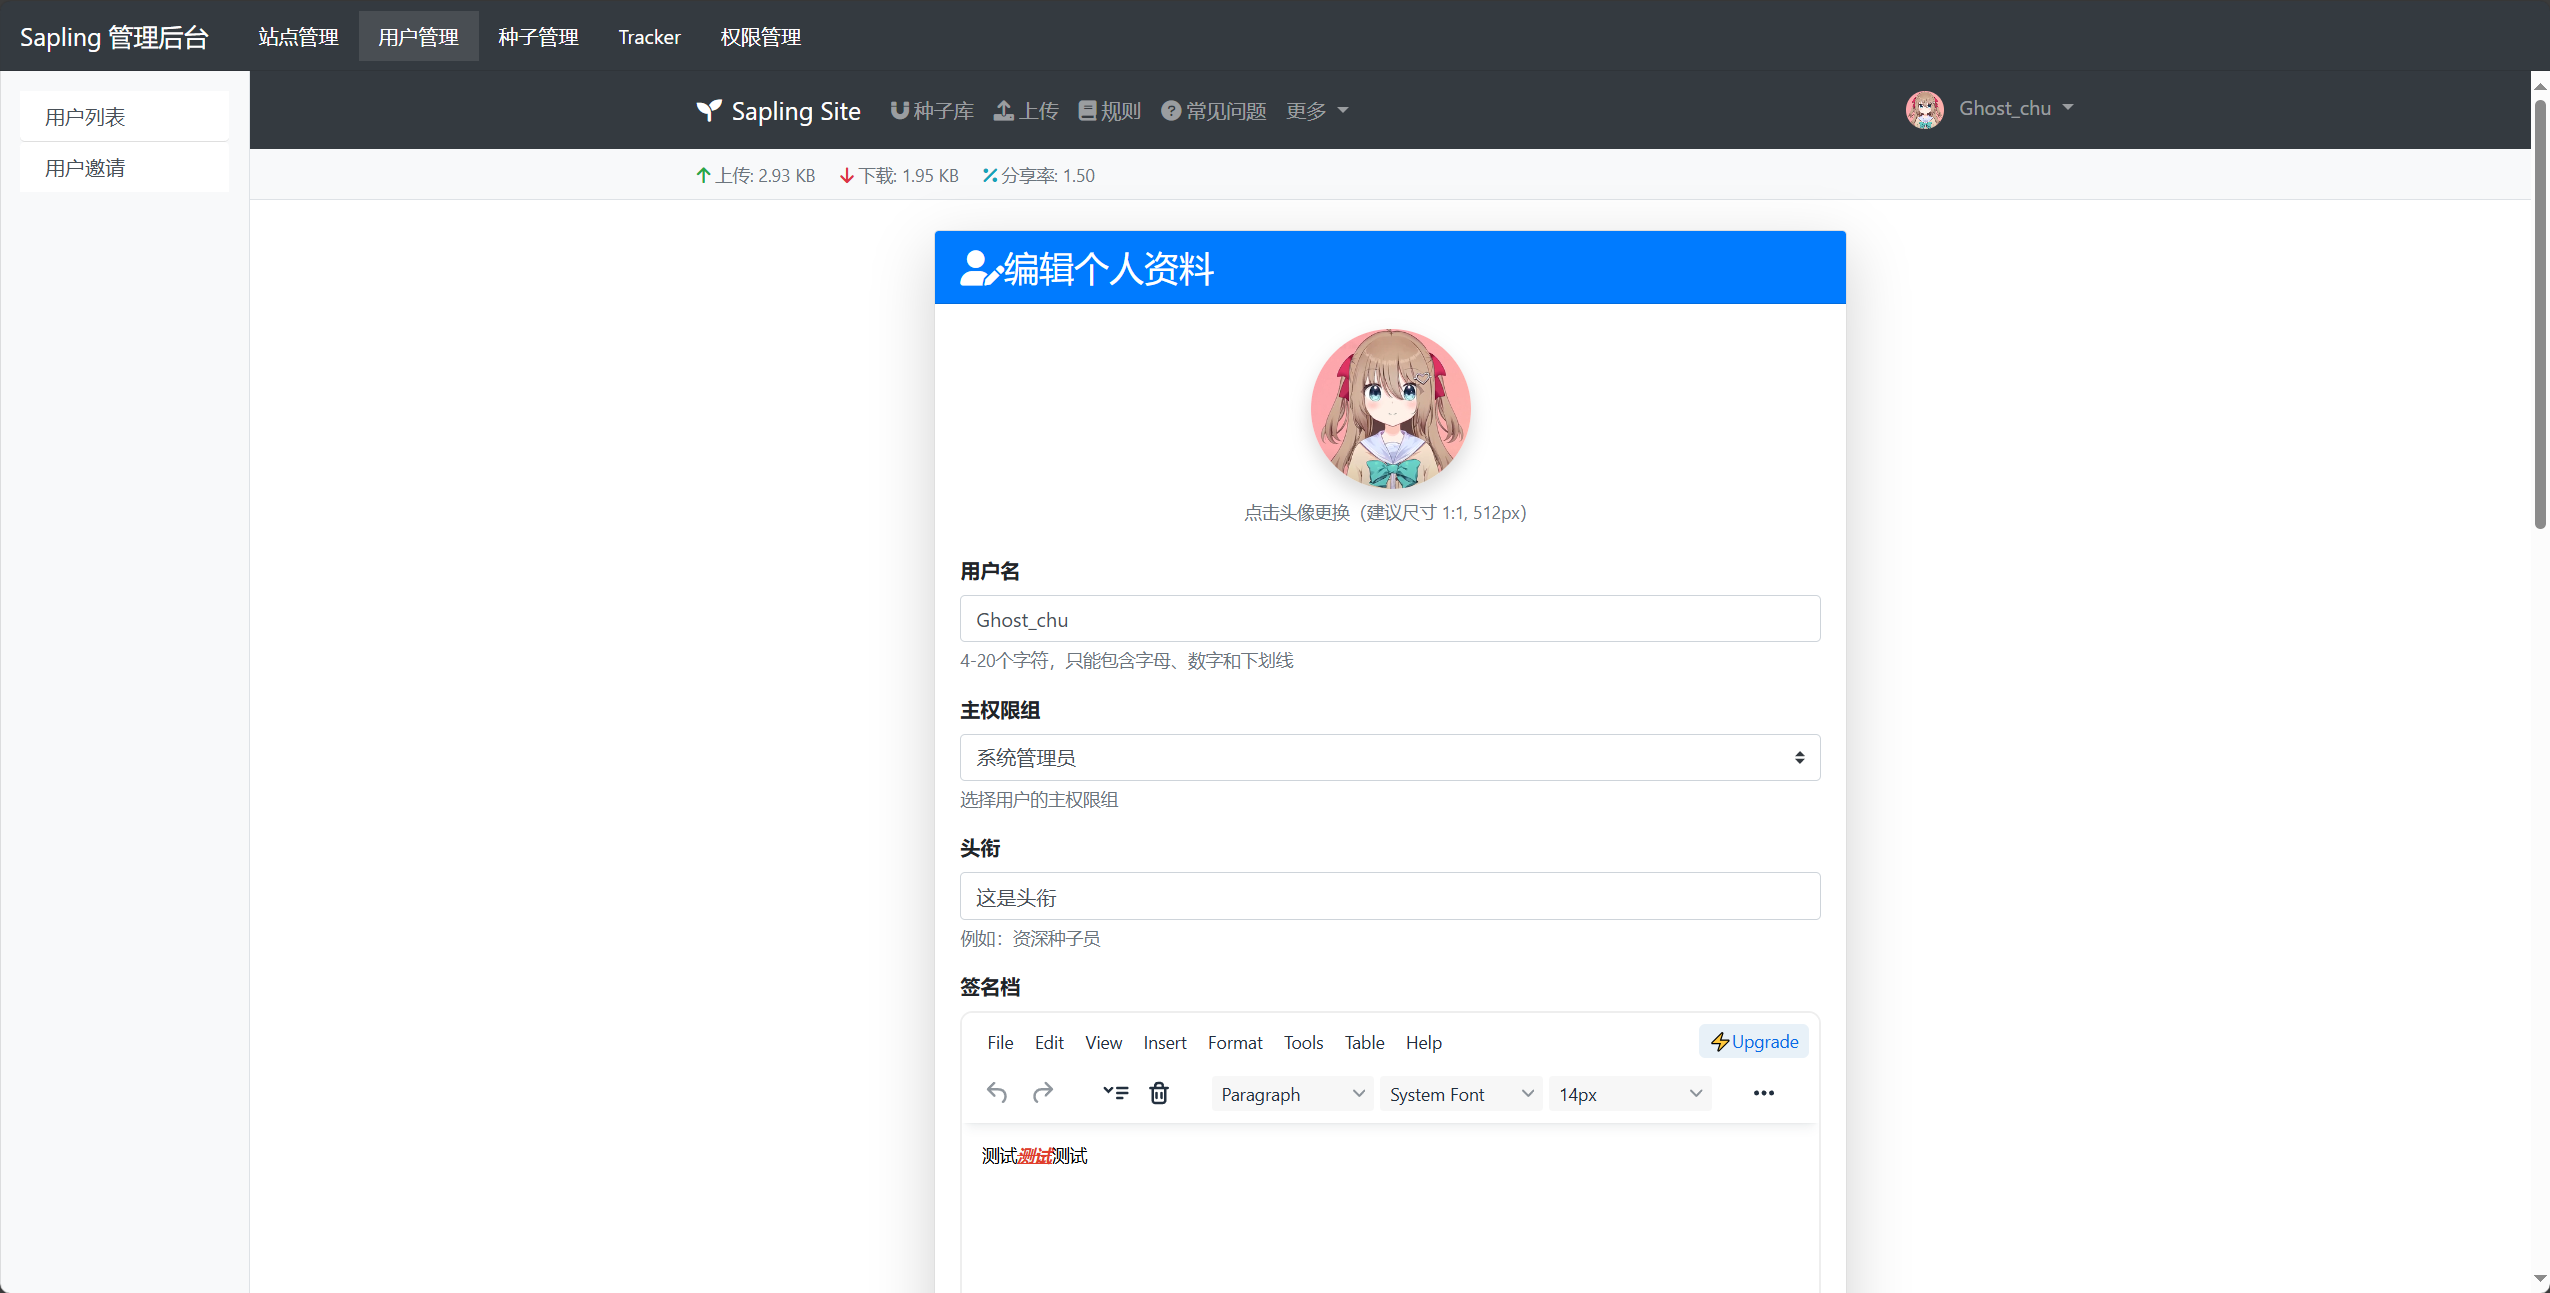 Sapling 管理后台 站点管理 用户管理 种子管理 Tracker 权限管理
用户列表
用户邀请
Sapling Site 种子库 上传 规则 常见问题 更多 Ghost_chu
上传: 2.93 KB 下载: 1.95 KB 分享率: 1.50
编辑个人资料
点击头像更换（建议尺寸 1:1, 512px）
用户名
Ghost_chu
4-20个字符，只能包含字母、数字和下划线
主权限组
系统管理员
选择用户的主权限组
头衔
这是头衔
例如：资深种子员
签名档
File Edit View Insert Format Tools Table Help Upgrade
Paragraph System Font 14px
测试测试测试